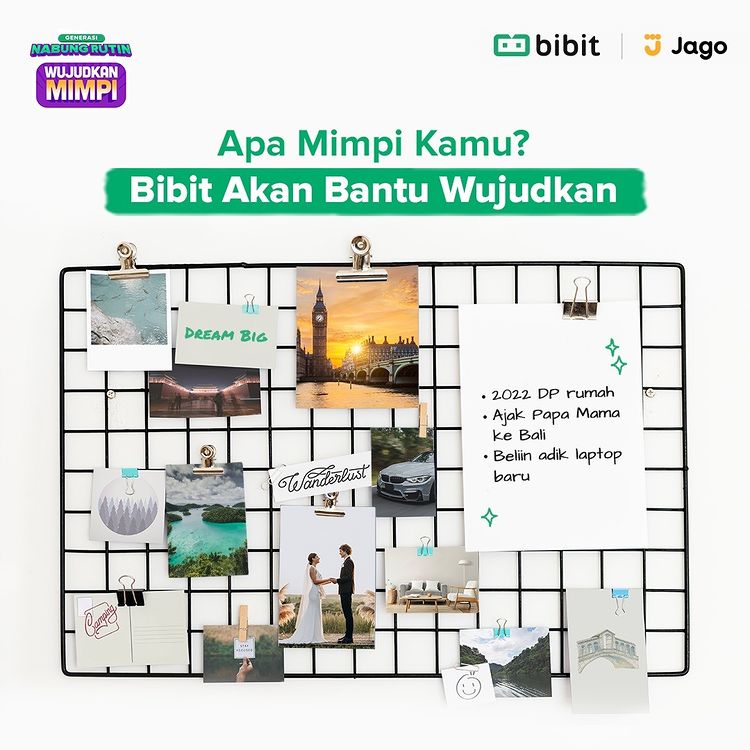 GENERASI
NABUNG RUTIN
WUJUDKAN
MIMPI
bibit
Jago
Apa Mimpi Kamu?
Bibit Akan Bantu Wujudkan
DREAM BIG
• 2022 DP rumah
• Ajak Papa Mama
ke Bali
• Beliin adik laptop
baru
Wanderlust
Camping
STAY